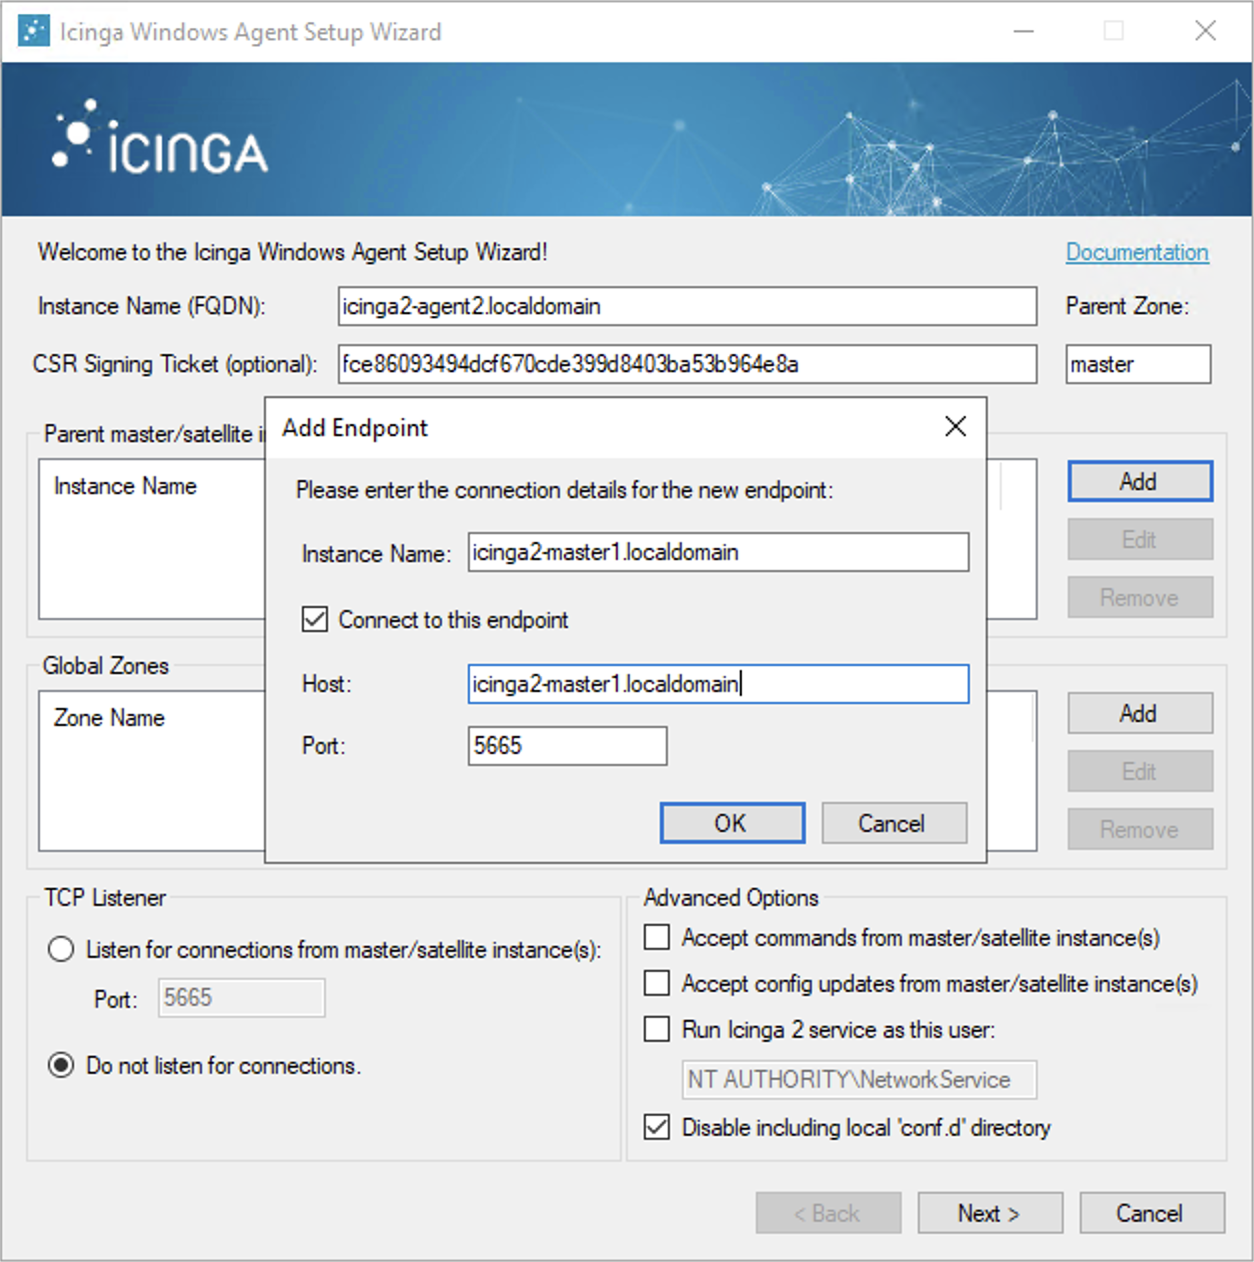 Icinga Windows Agent Setup Wizard
iCINGA
Welcome to the Icinga Windows Agent Setup Wizard!
Documentation
Instance Name (FQDN):
icinga2-agent2.localdomain
Parent Zone:
CSR Signing Ticket (optional):
fce86093494dcf670cde399d8403ba53b964e8a
master
Parent master/satellite
Instance Name
Add
Edit
Remove
Add Endpoint
Please enter the connection details for the new endpoint:
Instance Name:
icinga2-master1.localdomain
Connect to this endpoint
Host:
icinga2-master1.localdomain
Port:
5665
OK
Cancel
Global Zones
Zone Name
Add
Edit
Remove
TCP Listener
Listen for connections from master/satellite instance(s):
Port:
5665
Do not listen for connections.
Advanced Options
Accept commands from master/satellite instance(s)
Accept config updates from master/satellite instance(s)
Run Icinga 2 service as this user:
NT AUTHORITY\NetworkService
Disable including local 'conf.d' directory
< Back
Next >
Cancel